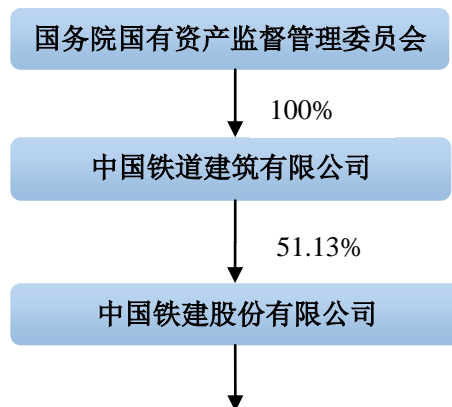 国务院国有资产监督管理委员会
100%
中国铁道建筑有限公司
51.13%
中国铁建股份有限公司